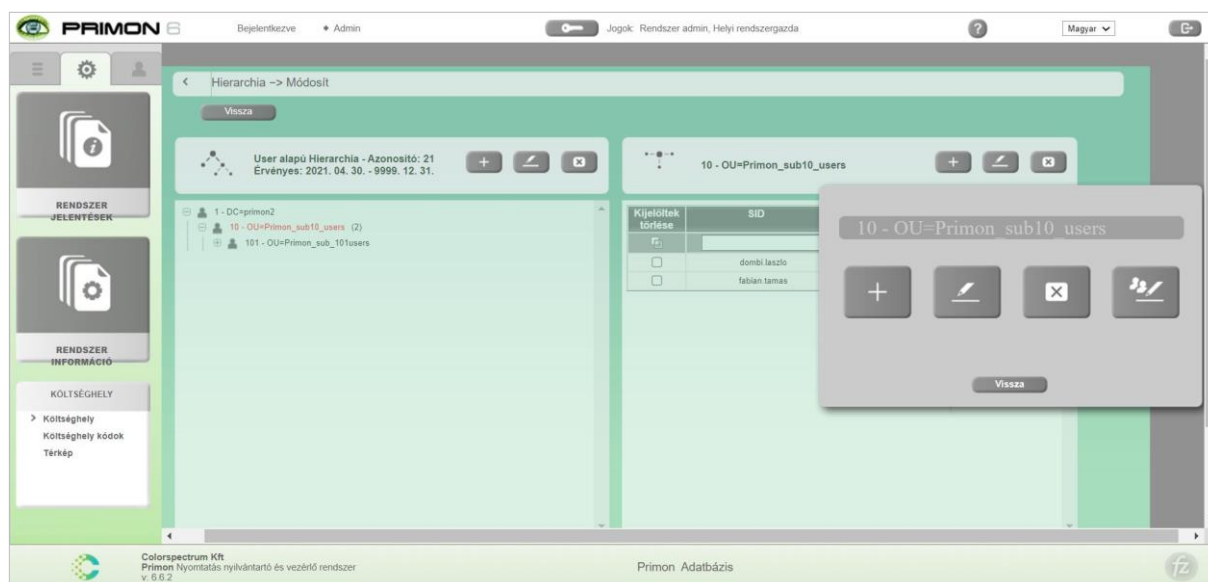 PRIMON 6
Bejelentkezve
Admin
Jogok: Rendszer admin, Helyi rendszergazda
?
Magyar
Hierarchia ~> Módosít
Vissza
RENDSZER
JELENTÉSEK
RENDSZER
INFORMÁCIÓ
KÖLTSÉGHELY
> Költséghely
Költséghely kódok
Térkép
User alapú Hierarchia - Azonosító: 21
Érvényes: 2021. 04. 30. - 9999. 12. 31.
1 - DC=primon2
10 - OU=Primon_sub10_users (2)
101 - OU=Primon_sub_101users
10 - OU=Primon_sub10_users
Kijelöltek
törlése
SID
dombi.laszlo
fabian.tamas
10 - OU=Primon_sub10_users
Vissza
Colorspectrum Kft
Primon Nyomtatás nyilvántartó és vezérlő rendszer
v: 6.6.2
Primon Adatbázis
fz